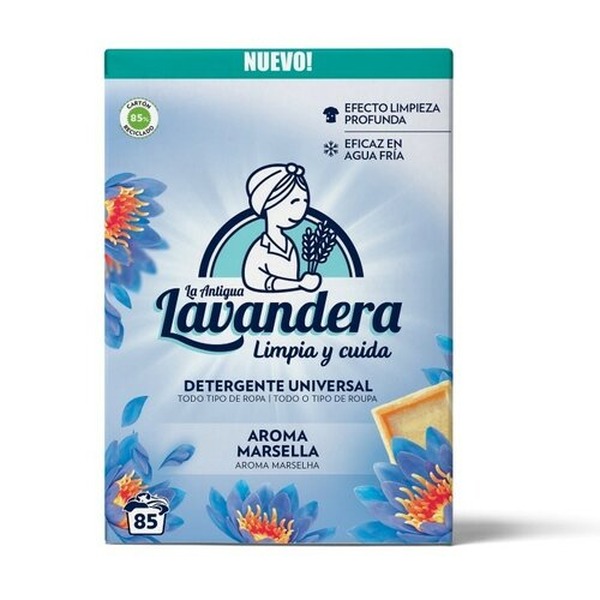 NUEVO!
CARTÓN
85%
RECICLADO
EFECTO LIMPIEZA
PROFUNDA
EFICAZ EN
AGUA FRÍA
La Antigua
Lavandera
Limpia y cuida
DETERGENTE UNIVERSAL
TODO TIPO DE ROPA | TODO O TIPO DE ROUPA
AROMA
MARSELLA
AROMA MARSELHA
85